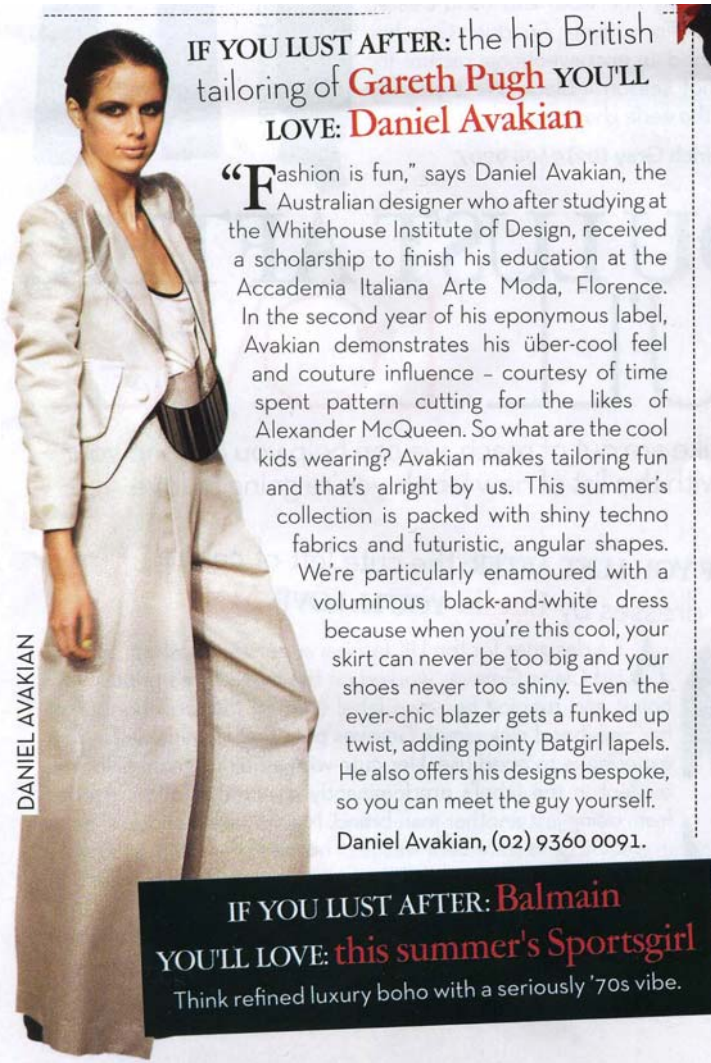 IF YOU LUST AFTER: the hip British
tailoring of Gareth Pugh YOU'LL
LOVE: Daniel Avakian
“Fashion is fun,” says Daniel Avakian, the
Australian designer who after studying at
the Whitehouse Institute of Design, received
a scholarship to finish his education at the
Accademia Italiana Arte Moda, Florence.
In the second year of his eponymous label,
Avakian demonstrates his über-cool feel
and couture influence – courtesy of time
spent pattern cutting for the likes of
Alexander McQueen. So what are the cool
kids wearing? Avakian makes tailoring fun
and that's alright by us. This summer's
collection is packed with shiny techno
fabrics and futuristic, angular shapes.
We're particularly enamoured with a
voluminous black-and-white dress
because when you're this cool, your
skirt can never be too big and your
shoes never too shiny. Even the
ever-chic blazer gets a funked up
twist, adding pointy Batgirl lapels.
He also offers his designs bespoke,
so you can meet the guy yourself.
Daniel Avakian, (02) 9360 0091.
DANIEL AVAKIAN
IF YOU LUST AFTER: Balmain
YOU'LL LOVE: this summer's Sportsgirl
Think refined luxury boho with a seriously '70s vibe.